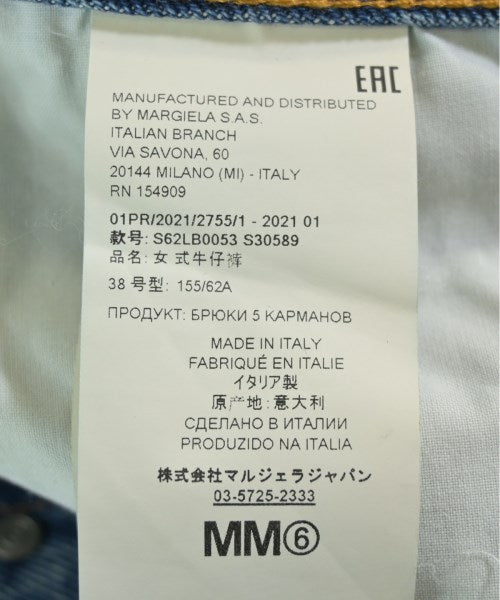 EAC
MANUFACTURED AND DISTRIBUTED
BY MARGIELA S.A.S.
ITALIAN BRANCH
VIA SAVONA, 60
20144 MILANO (MI) - ITALY
RN 154909
01PR/2021/2755/1 - 2021 01
款号: S62LB0053 S30589
品名: 女 式牛仔裤
38 号型: 155/62A
ПРОДУКТ: БРЮКИ 5 КАРМАНОВ
MADE IN ITALY
FABRIQUÉ EN ITALIE
イタリア製
原产地: 意大利
СДЕЛАНО В ИТАЛИИ
PRODUZIDO NA ITALIA
株式会社マルジェラジャパン
03-5725-2333
MM⑥